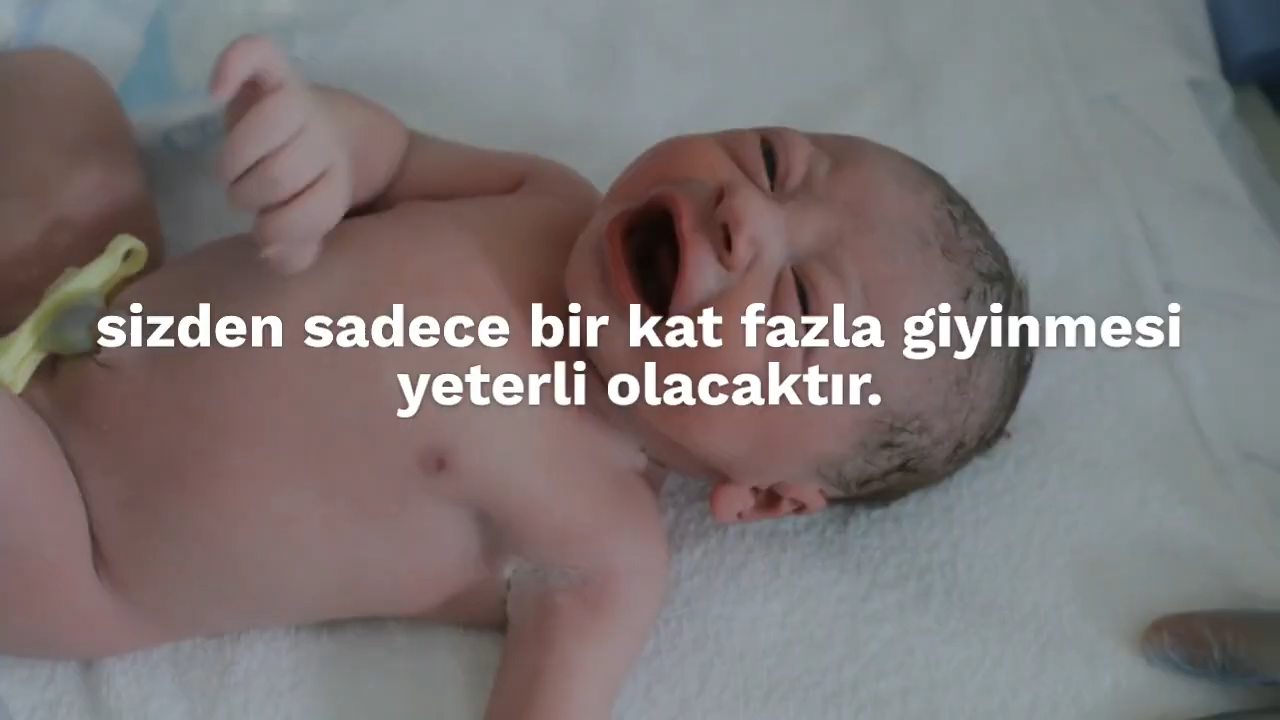 sizden sadece bir kat fazla giyinmesi
yeterli olacaktır.